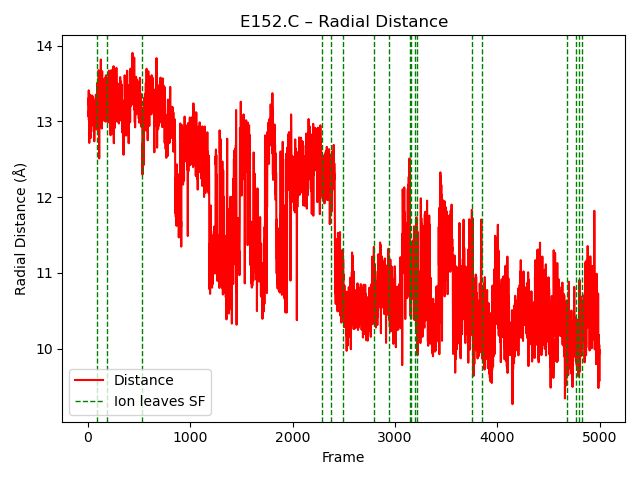 E152.C – Radial Distance
Radial Distance (Å)
14
13
12
11
10
Distance
Ion leaves SF
0
1000
2000
3000
4000
5000
Frame